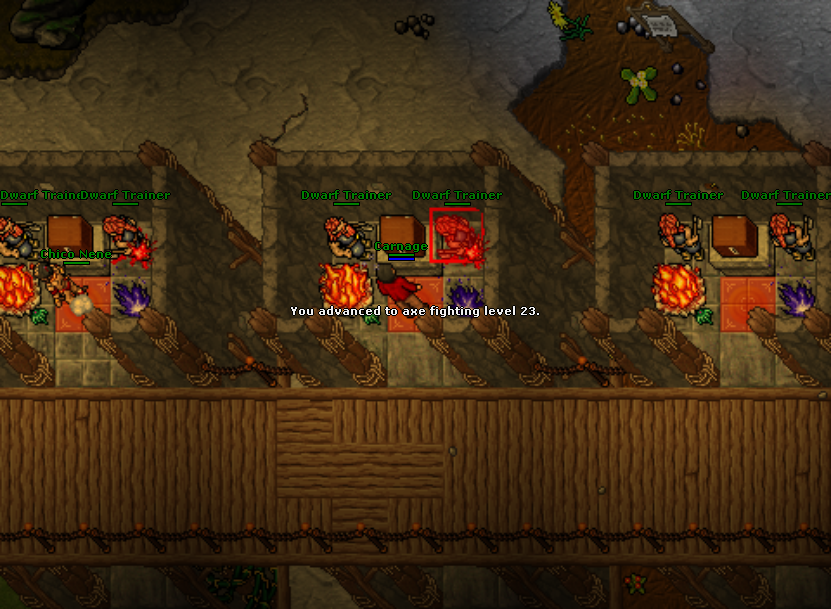 Dwarf Traine
Dwarf Trainer
Dwarf Trainer
Dwarf Trainer
Dwarf Trainer
Dwarf Trainer
Chico Nene
Carnage
You advanced to axe fighting level 23.